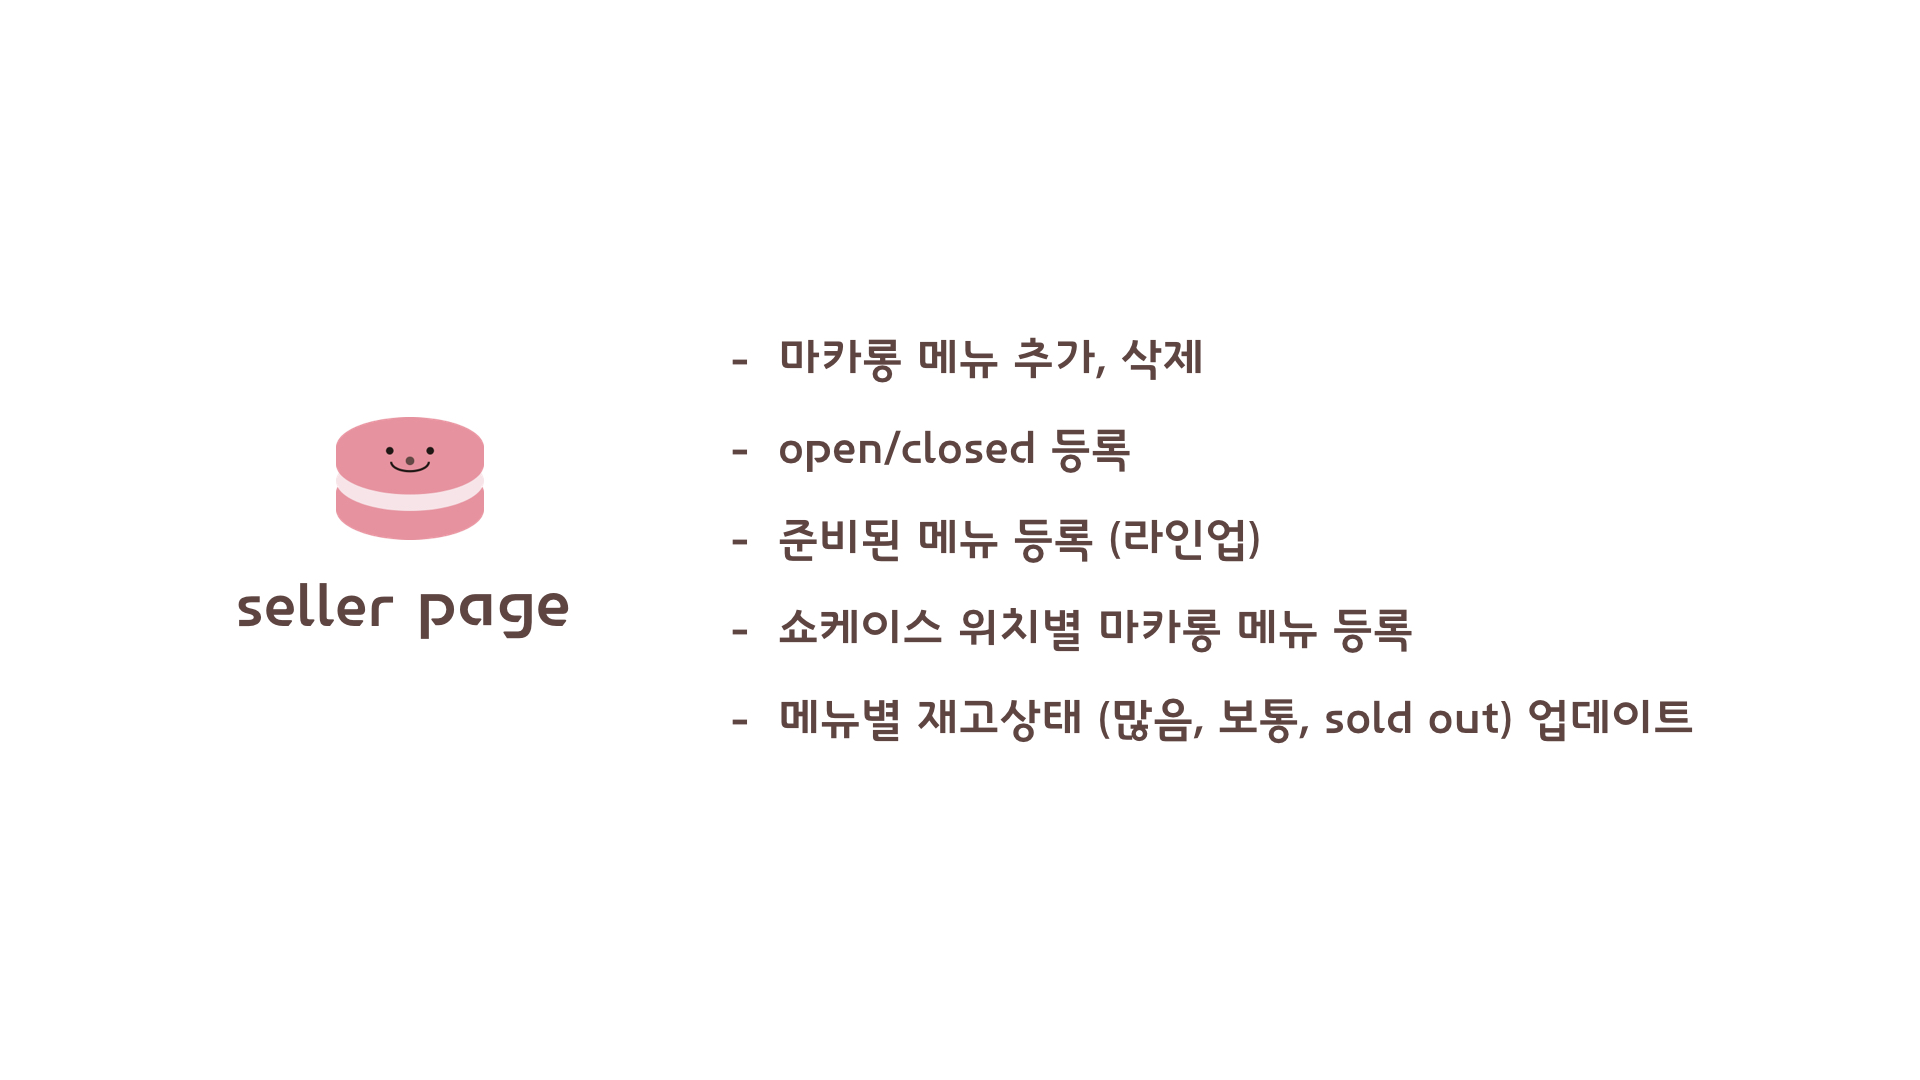 seller page
- 마카롱 메뉴 추가, 삭제
- open/closed 등록
- 준비된 메뉴 등록 (라인업)
- 쇼케이스 위치별 마카롱 메뉴 등록
- 메뉴별 재고상태 (많음, 보통, sold out) 업데이트